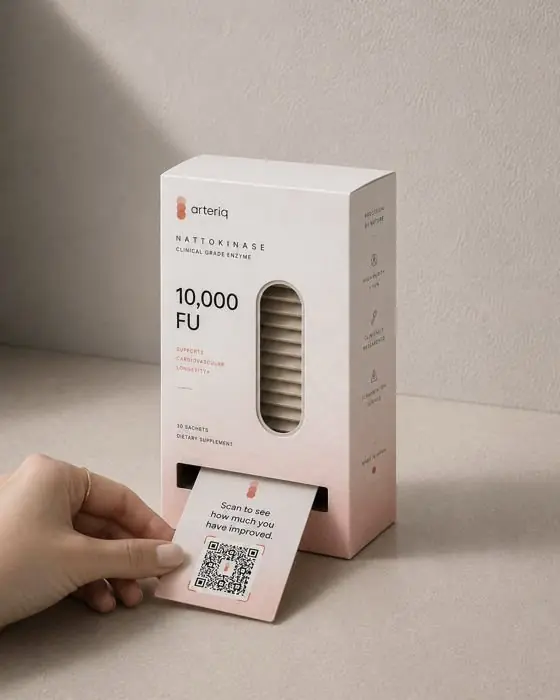 arteriq
NATTOKINASE
CLINICAL GRADE ENZYME
10,000
FU
SUPPORTS
CARDIOVASCULAR
30 SACHETS
DIETARY SUPPLEMENT
Scan to see
how much you
have improved.